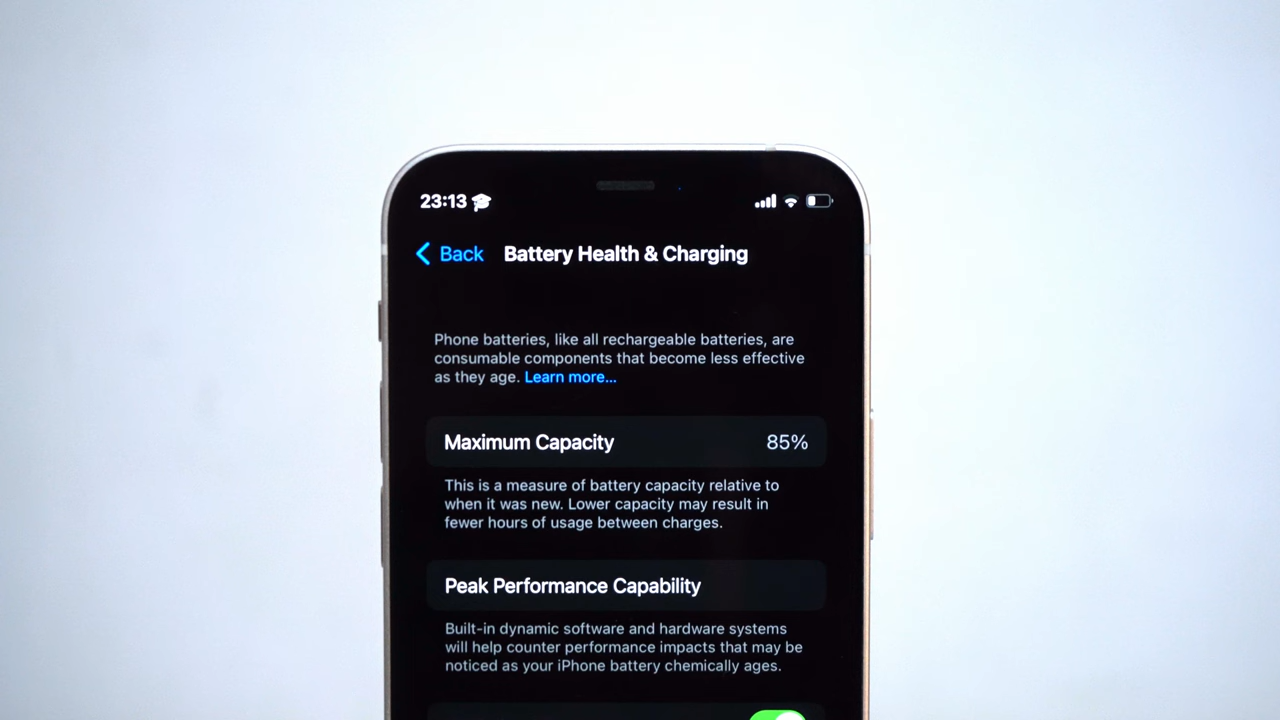 23:13
Back Battery Health & Charging
Phone batteries, like all rechargeable batteries, are
consumable components that become less effective
as they age. Learn more...
Maximum Capacity 85%
This is a measure of battery capacity relative to
when it was new. Lower capacity may result in
fewer hours of usage between charges.
Peak Performance Capability
Built-in dynamic software and hardware systems
will help counter performance impacts that may be
noticed as your iPhone battery chemically ages.